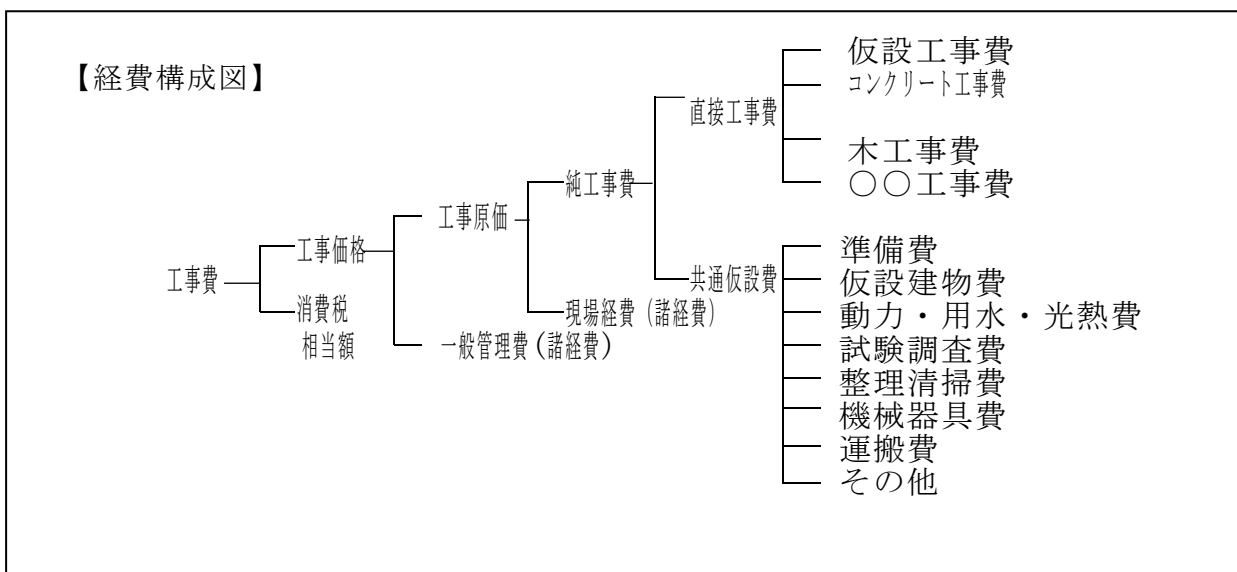 【経費構成図】
仮設工事費
コンクリート工事費
直接工事費
木工事費
〇〇工事費
純工事費
工事原価
工事価格
工事費
消費税
相当額
共通仮設費
現場経費（諸経費）
一般管理費（諸経費）
準備費
仮設建物費
動力・用水・光熱費
試験調査費
整理清掃費
機械器具費
運搬費
その他